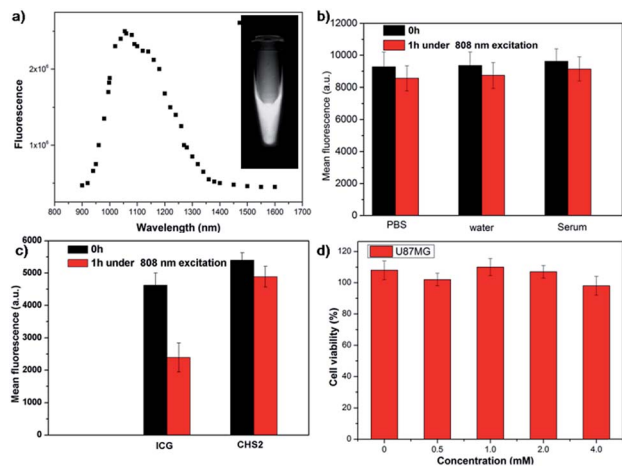 a)
Fluorescence
2x10⁶
1x10⁶
800 900 1000 1100 1200 1300 1400 1500 1600 1700
Wavelength (nm)
b)
0h
1h under 808 nm excitation
Mean fluorescence (a.u.)
12000
10000
8000
6000
4000
2000
0
PBS water Serum
c)
0h
1h under 808 nm excitation
Mean fluorescence (a.u.)
6000
5000
4000
3000
2000
1000
0
ICG CHS2
d)
U87MG
Cell viability (%)
120
100
80
60
40
20
0
0 0.5 1.0 2.0 4.0
Concentration (mM)